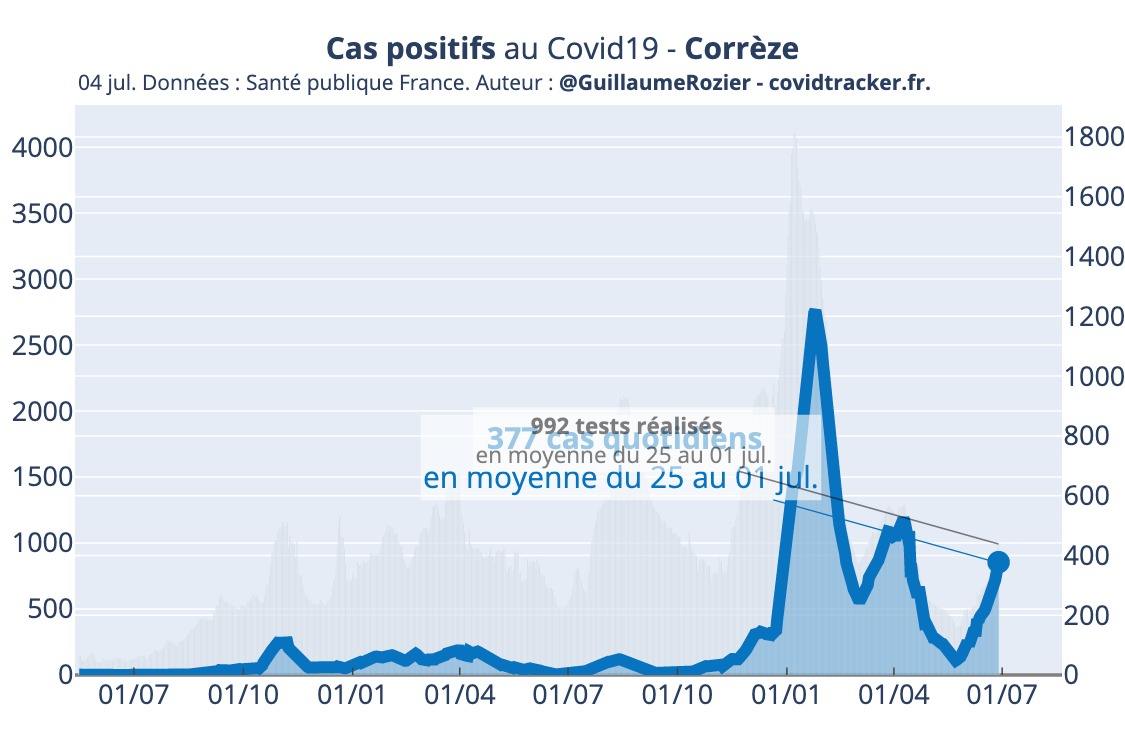 Cas positifs au Covid19 - Corrèze
04 jul. Données : Santé publique France. Auteur : @GuillaumeRozier - covidtracker.fr.
4000
3500
3000
2500
2000
1500
1000
500
0
1800
1600
1400
1200
1000
800
600
400
200
0
992 tests réalisés
en moyenne du 25 au 01 jul.
377 cas quotidiens
en moyenne du 25 au 01 jul.
01/07 01/10 01/01 01/04 01/07 01/10 01/01 01/04 01/07